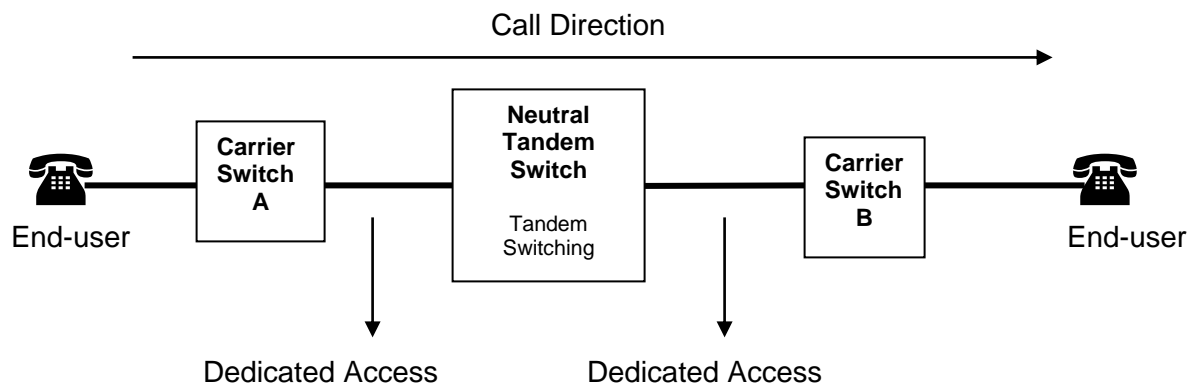 Call Direction
Neutral
Tandem
Switch
Tandem
Switching
Carrier
Switch
A
Carrier
Switch
B
End-user
End-user
Dedicated Access
Dedicated Access